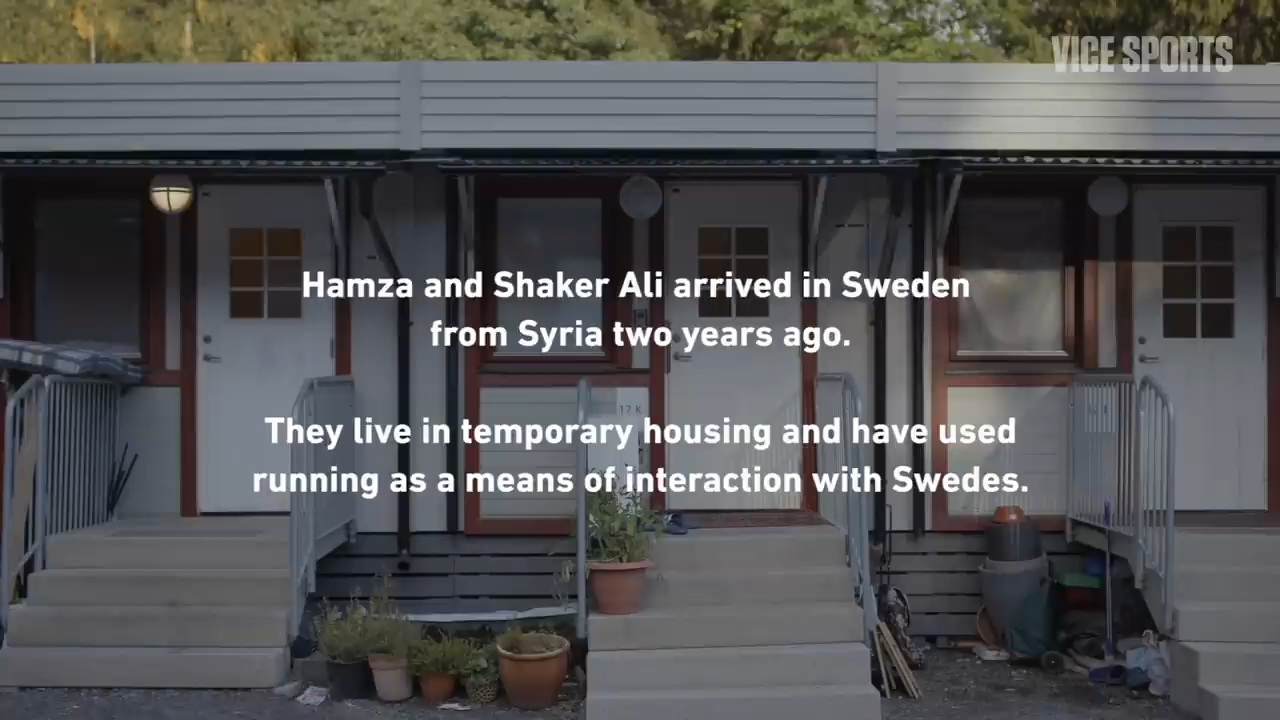 VICE SPORTS
Hamza and Shaker Ali arrived in Sweden
from Syria two years ago.
17 K
They live in temporary housing and have used
running as a means of interaction with Swedes.